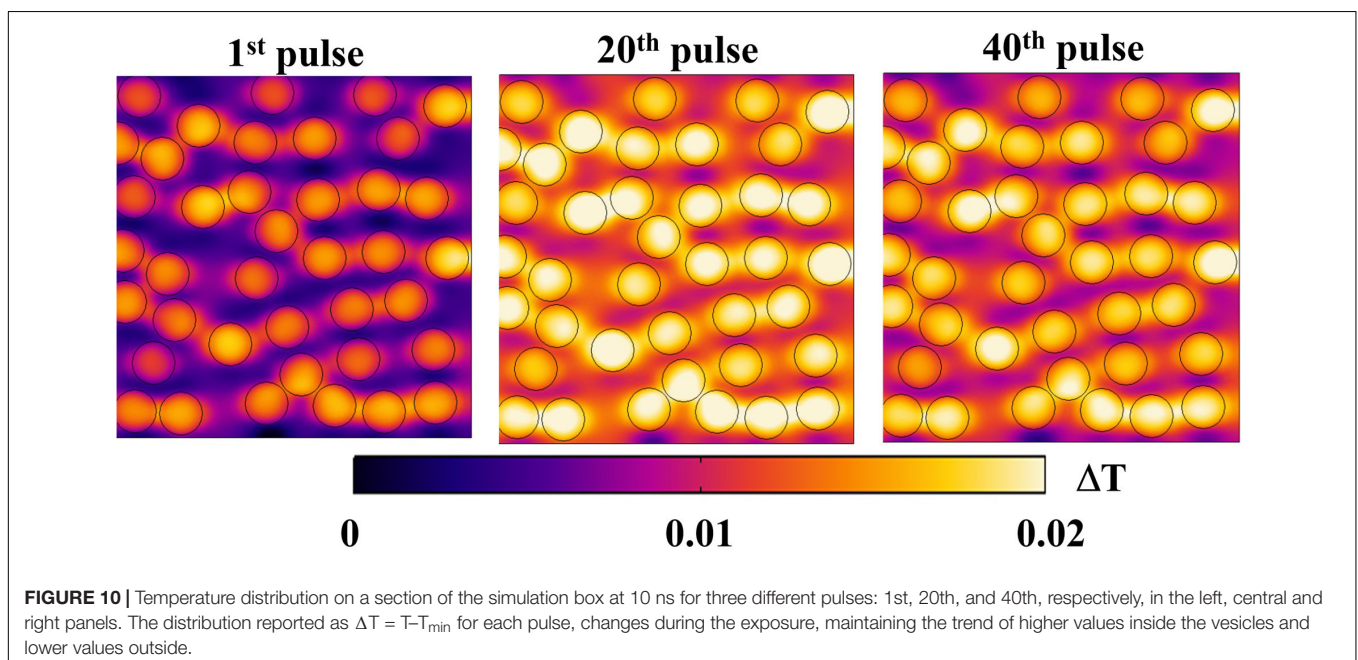 1st pulse 20th pulse 40th pulse
ΔT
0 0.01 0.02
FIGURE 10 | Temperature distribution on a section of the simulation box at 10 ns for three different pulses: 1st, 20th, and 40th, respectively, in the left, central and
right panels. The distribution reported as ΔT = T–Tmin for each pulse, changes during the exposure, maintaining the trend of higher values inside the vesicles and
lower values outside.